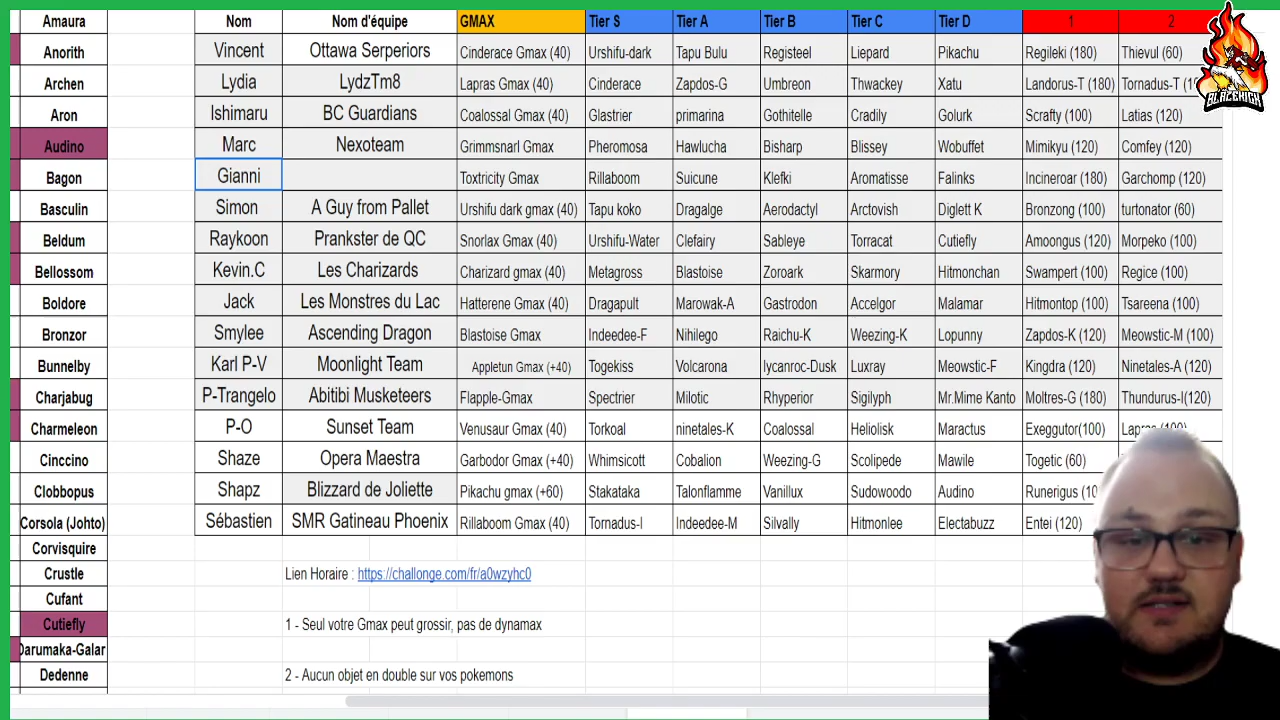 Amaura Nom Nom d'équipe GMAX Tier S Tier A Tier B Tier C Tier D 1 2
Anorith Vincent Ottawa Serperiors Cinderace Gmax (40) Urshifu-dark Tapu Bulu Registeel Liepard Pikachu Regileki (180) Thievul (60)
Archen Lydia LydzTm8 Lapras Gmax (40) Cinderace Zapdos-G Umbreon Thwackey Xatu Landorus-T (180) Tornadus-T
Aron Ishimaru BC Guardians Coalossal Gmax (40) Glastrier primarina Gothitelle Cradily Golurk Scrafty (100) Latias (120)
Audino Marc Nexoteam Grimmsnarl Gmax Pheromosa Hawlucha Bisharp Blissey Wobuffet Mimikyu (120) Comfey (120)
Bagon Gianni Toxtricity Gmax Rillaboom Suicune Klefki Aromatisse Falinks Incineroar (180) Garchomp (120)
Basculin Simon A Guy from Pallet Urshifu dark gmax (40) Tapu koko Dragalge Aerodactyl Arctovish Diglett K Bronzong (100) turtonator (60)
Beldum Raykoon Prankster de QC Snorlax Gmax (40) Urshifu-Water Clefairy Sableye Torracat Cutiefly Amoongus (120) Morpeko (100)
Bellossom Kevin.C Les Charizards Charizard gmax (40) Metagross Blastoise Zoroark Skarmory Hitmonchan Swampert (100) Regice (100)
Boldore Jack Les Monstres du Lac Hatterene Gmax (40) Dragapult Marowak-A Gastrodon Accelgor Malamar Hitmontop (100) Tsareena (100)
Bronzor Smylee Ascending Dragon Blastoise Gmax Indeedee-F Nihilego Raichu-K Weezing-K Lopunny Zapdos-K (120) Meowstic-M (100)
Bunnelby Karl P-V Moonlight Team Appletun Gmax (+40) Togekiss Volcarona lycanroc-Dusk Luxray Meowstic-F Kingdra (120) Ninetales-A (120)
Charjabug P-Trangelo Abitibi Musketeers Flapple-Gmax Spectrier Milotic Rhyperior Sigilyph Mr.Mime Kanto Moltres-G (180) Thundurus-I(120)
Charmeleon P-O Sunset Team Venusaur Gmax (40) Torkoal ninetales-K Coalossal Heliolisk Maractus Exeggutor(100) Lapras (100)
Cinccino Shaze Opera Maestra Garbodor Gmax (+40) Whimsicott Cobalion Weezing-G Scolipede Mawile Togetic (60)
Clobbopus Shapz Blizzard de Joliette Pikachu gmax (+60) Stakataka Talonflamme Vanillux Sudowoodo Audino Runerigus
Corsola (Johto) Sébastien SMR Gatineau Phoenix Rillaboom Gmax (40) Tornadus-I Indeedee-M Silvally Hitmonlee Electabuzz Entei (120)
Corvisquire
Crustle Lien Horaire : https://challonge.com/fr/a0wzyhc0
Cufant
Cutiefly 1 - Seul votre Gmax peut grossir, pas de dynamax
Darumaka-Galar
Dedenne 2 - Aucun objet en double sur vos pokemons
BLACEHIGH